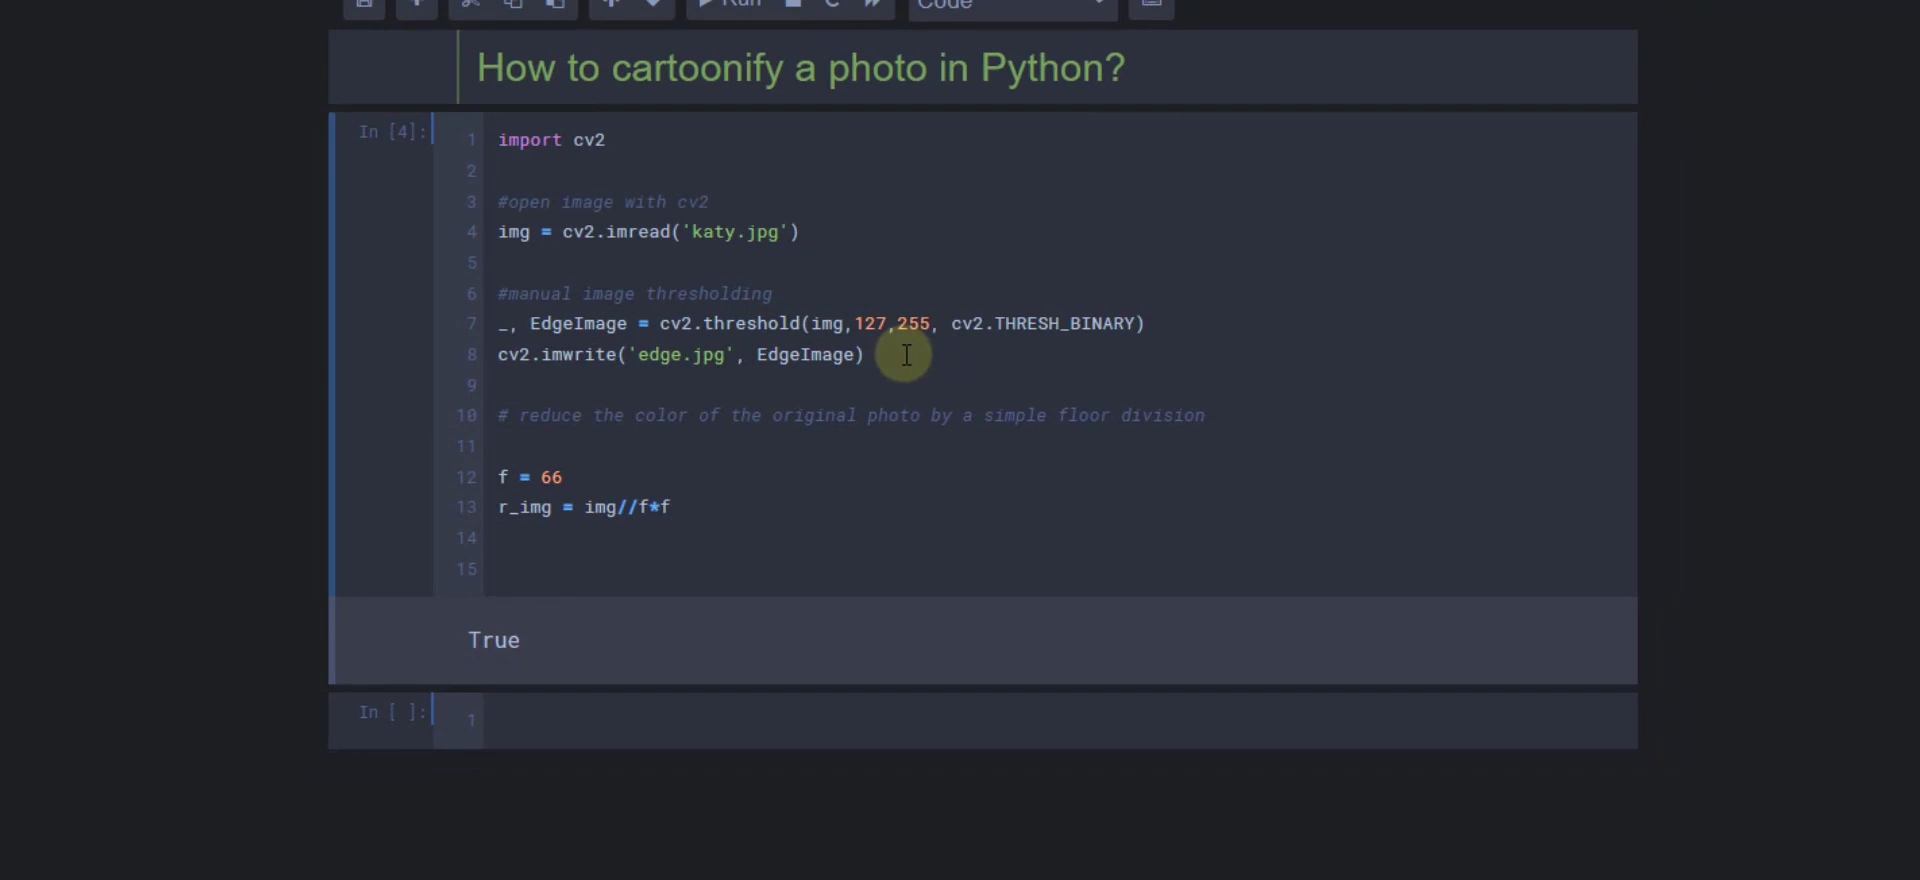 Run
Code
How to cartoonify a photo in Python?
In [4]:
1 import cv2
2
3 #open image with cv2
4 img = cv2.imread('katy.jpg')
5
6 #manual image thresholding
7 _, EdgeImage = cv2.threshold(img,127,255, cv2.THRESH_BINARY)
8 cv2.imwrite('edge.jpg', EdgeImage)
9
10 # reduce the color of the original photo by a simple floor division
11
12 f = 66
13 r_img = img//f*f
14
15
True
In [ ]:
1